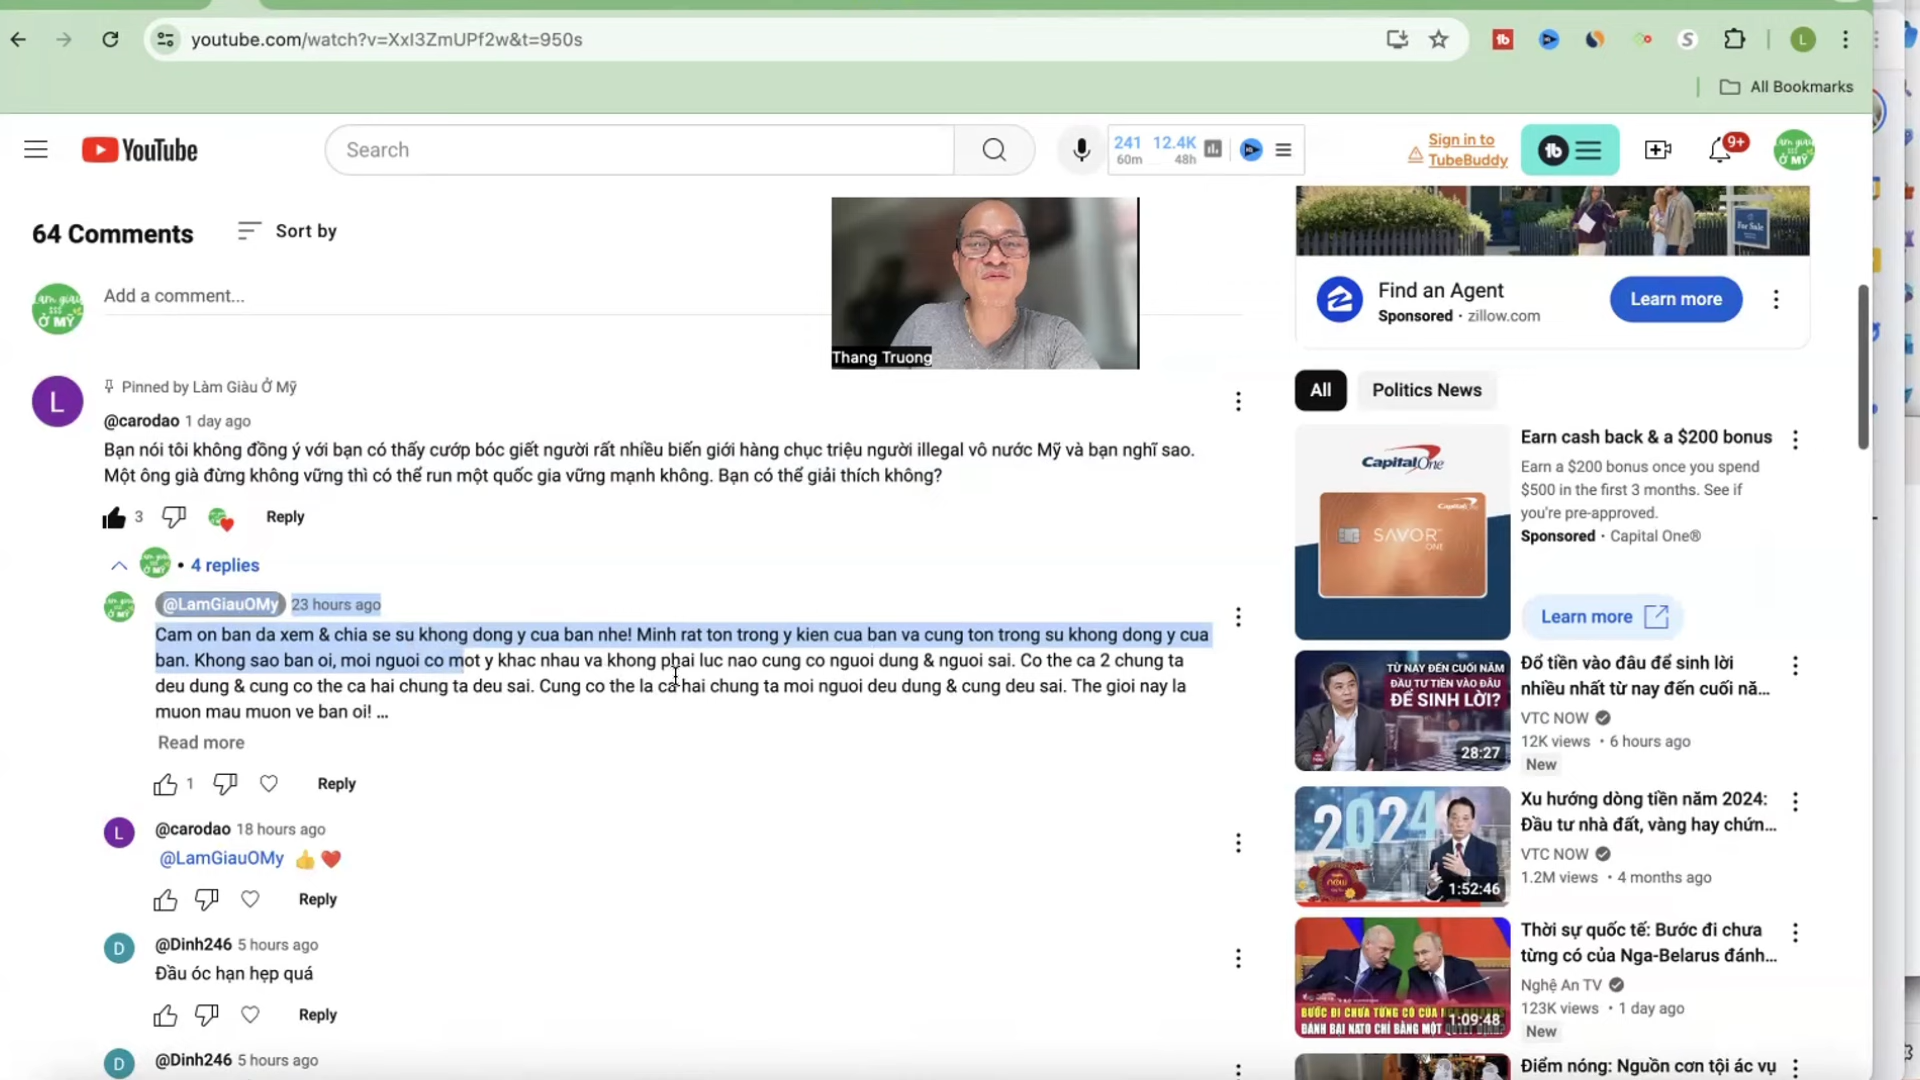 youtube.com/watch?v=XxI3ZmUPf2w&t=950s
All Bookmarks
YouTube
Search
241 12.4K
60m 48h
Sign in to
TubeBuddy
9+
64 Comments
Sort by
Add a comment...
Thang Truong
Pinned by Làm Giàu Ở Mỹ
@carodao 1 day ago
Bạn nói tôi không đồng ý với bạn có thấy cướp bóc giết người rất nhiều biến giới hàng chục triệu người illegal vô nước Mỹ và bạn nghĩ sao.
Một ông già đừng không vững thì có thể run một quốc gia vững mạnh không. Bạn có thể giải thích không?
3
Reply
4 replies
@LamGiauOMy 23 hours ago
Cam on ban da xem & chia se su khong dong y cua ban nhe! Minh rat ton trong y kien cua ban va cung ton trong su khong dong y cua
ban. Khong sao ban oi, moi nguoi co mot y khac nhau va khong phai luc nao cung co nguoi dung & nguoi sai. Co the ca 2 chung ta
deu dung & cung co the ca hai chung ta deu sai. Cung co the la ca hai chung ta moi nguoi deu dung & cung deu sai. The gioi nay la
muon mau muon ve ban oi! ...
Read more
1
Reply
@carodao 18 hours ago
@LamGiauOMy
Reply
@Dinh246 5 hours ago
Đầu óc hạn hẹp quá
Reply
@Dinh246 5 hours ago
For Sale
Find an Agent
Sponsored · zillow.com
Learn more
All
Politics News
Capital One
SAVOR ONE
Earn cash back & a $200 bonus
Earn a $200 bonus once you spend
$500 in the first 3 months. See if
you're pre-approved.
Sponsored · Capital One®
Learn more
TỪ NAY ĐẾN CUỐI NĂM
ĐẦU TƯ TIỀN VÀO ĐÂU
ĐỂ SINH LỜI?
28:27
Đổ tiền vào đâu để sinh lời
nhiều nhất từ nay đến cuối nă...
VTC NOW
12K views • 6 hours ago
New
2024
1:52:46
Xu hướng dòng tiền năm 2024:
Đầu tư nhà đất, vàng hay chứn...
VTC NOW
1.2M views • 4 months ago
BƯỚC ĐI CHƯA TỪNG CÓ CỦA
ĐÁNH BẠI NATO CHỈ BẰNG MỘT
1:09:48
Thời sự quốc tế: Bước đi chưa
từng có của Nga-Belarus đánh...
Nghệ An TV
123K views • 1 day ago
New
Điểm nóng: Nguồn cơn tội ác vụ